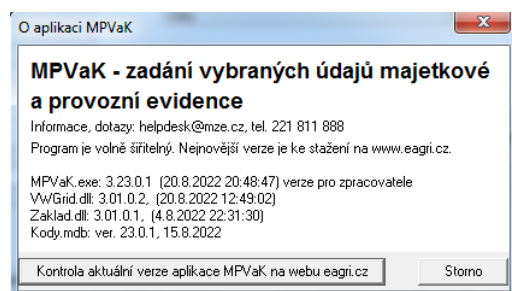 O aplikaci MPVaK
MPVaK - zadání vybraných údajů majetkové
a provozní evidence
Informace, dotazy: helpdesk@mze.cz, tel. 221 811 888
Program je volně šiřitelný. Nejnovější verze je ke stažení na www.eagri.cz.
MPVaK.exe: 3.23.0.1 (20.8.2022 20:48:47) verze pro zpracovatele
VWGrid.dll: 3.01.0.2, (20.8.2022 12:49:02)
Zaklad.dll: 3.01.0.1, (4.8.2022 22:31:30)
Kody.mdb: ver. 23.0.1, 15.8.2022
Kontrola aktuální verze aplikace MPVaK na webu eagri.cz
Storno